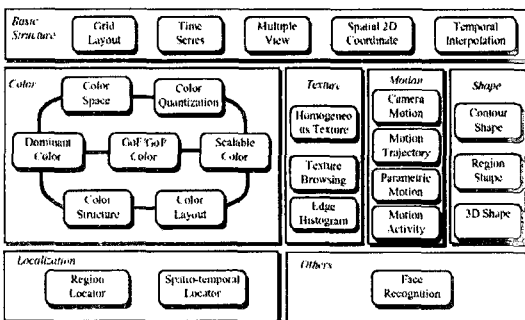 Basic
Structure
Grid
Layout
Time
Series
Multiple
View
Spatial 2D
Coordinate
Temporal
Interpolation
Color
Color
Space
Color
Quantization
Dominant
Color
GoF/GoP
Color
Scalable
Color
Color
Structure
Color
Layout
Texture
Homogeneo
us Texture
Texture
Browsing
Edge
Histogram
Motion
Camera
Motion
Motion
Trajectory
Parametric
Motion
Motion
Activity
Shape
Contour
Shape
Region
Shape
3D Shape
Localization
Region
Locator
Spatio-temporal
Locator
Others
Face
Recognition